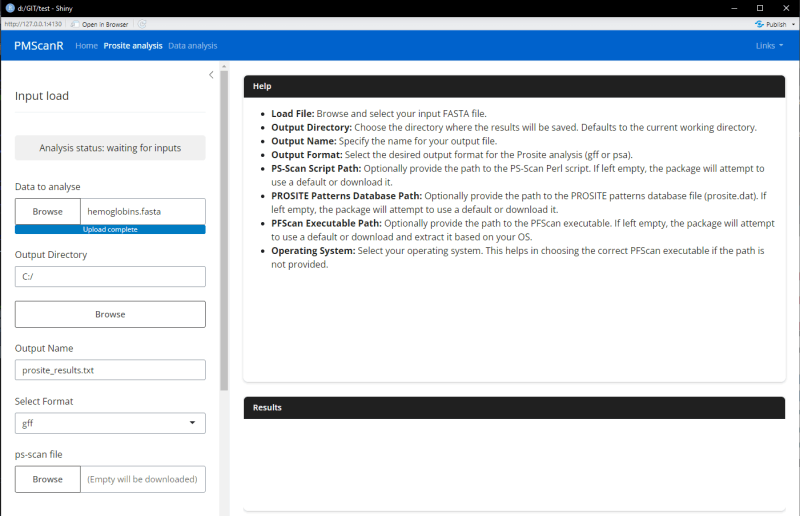 d:/GIT/test - Shiny
http://127.0.0.1:4130 Open in Browser Publish
PMScanR Home Prosite analysis Data analysis Links
Input load
Analysis status: waiting for inputs
Data to analyse
Browse hemoglobins.fasta
Upload complete
Output Directory
C:/
Browse
Output Name
prosite_results.txt
Select Format
gff
ps-scan file
Browse (Empty will be downloaded)
Help
Load File: Browse and select your input FASTA file.
Output Directory: Choose the directory where the results will be saved. Defaults to the current working directory.
Output Name: Specify the name for your output file.
Output Format: Select the desired output format for the Prosite analysis (gff or psa).
PS-Scan Script Path: Optionally provide the path to the PS-Scan Perl script. If left empty, the package will attempt to
use a default or download it.
PROSITE Patterns Database Path: Optionally provide the path to the PROSITE patterns database file (prosite.dat). If
left empty, the package will attempt to use a default or download it.
PFScan Executable Path: Optionally provide the path to the PFScan executable. If left empty, the package will attempt
to use a default or download and extract it based on your OS.
Operating System: Select your operating system. This helps in choosing the correct PFScan executable if the path is
not provided.
Results